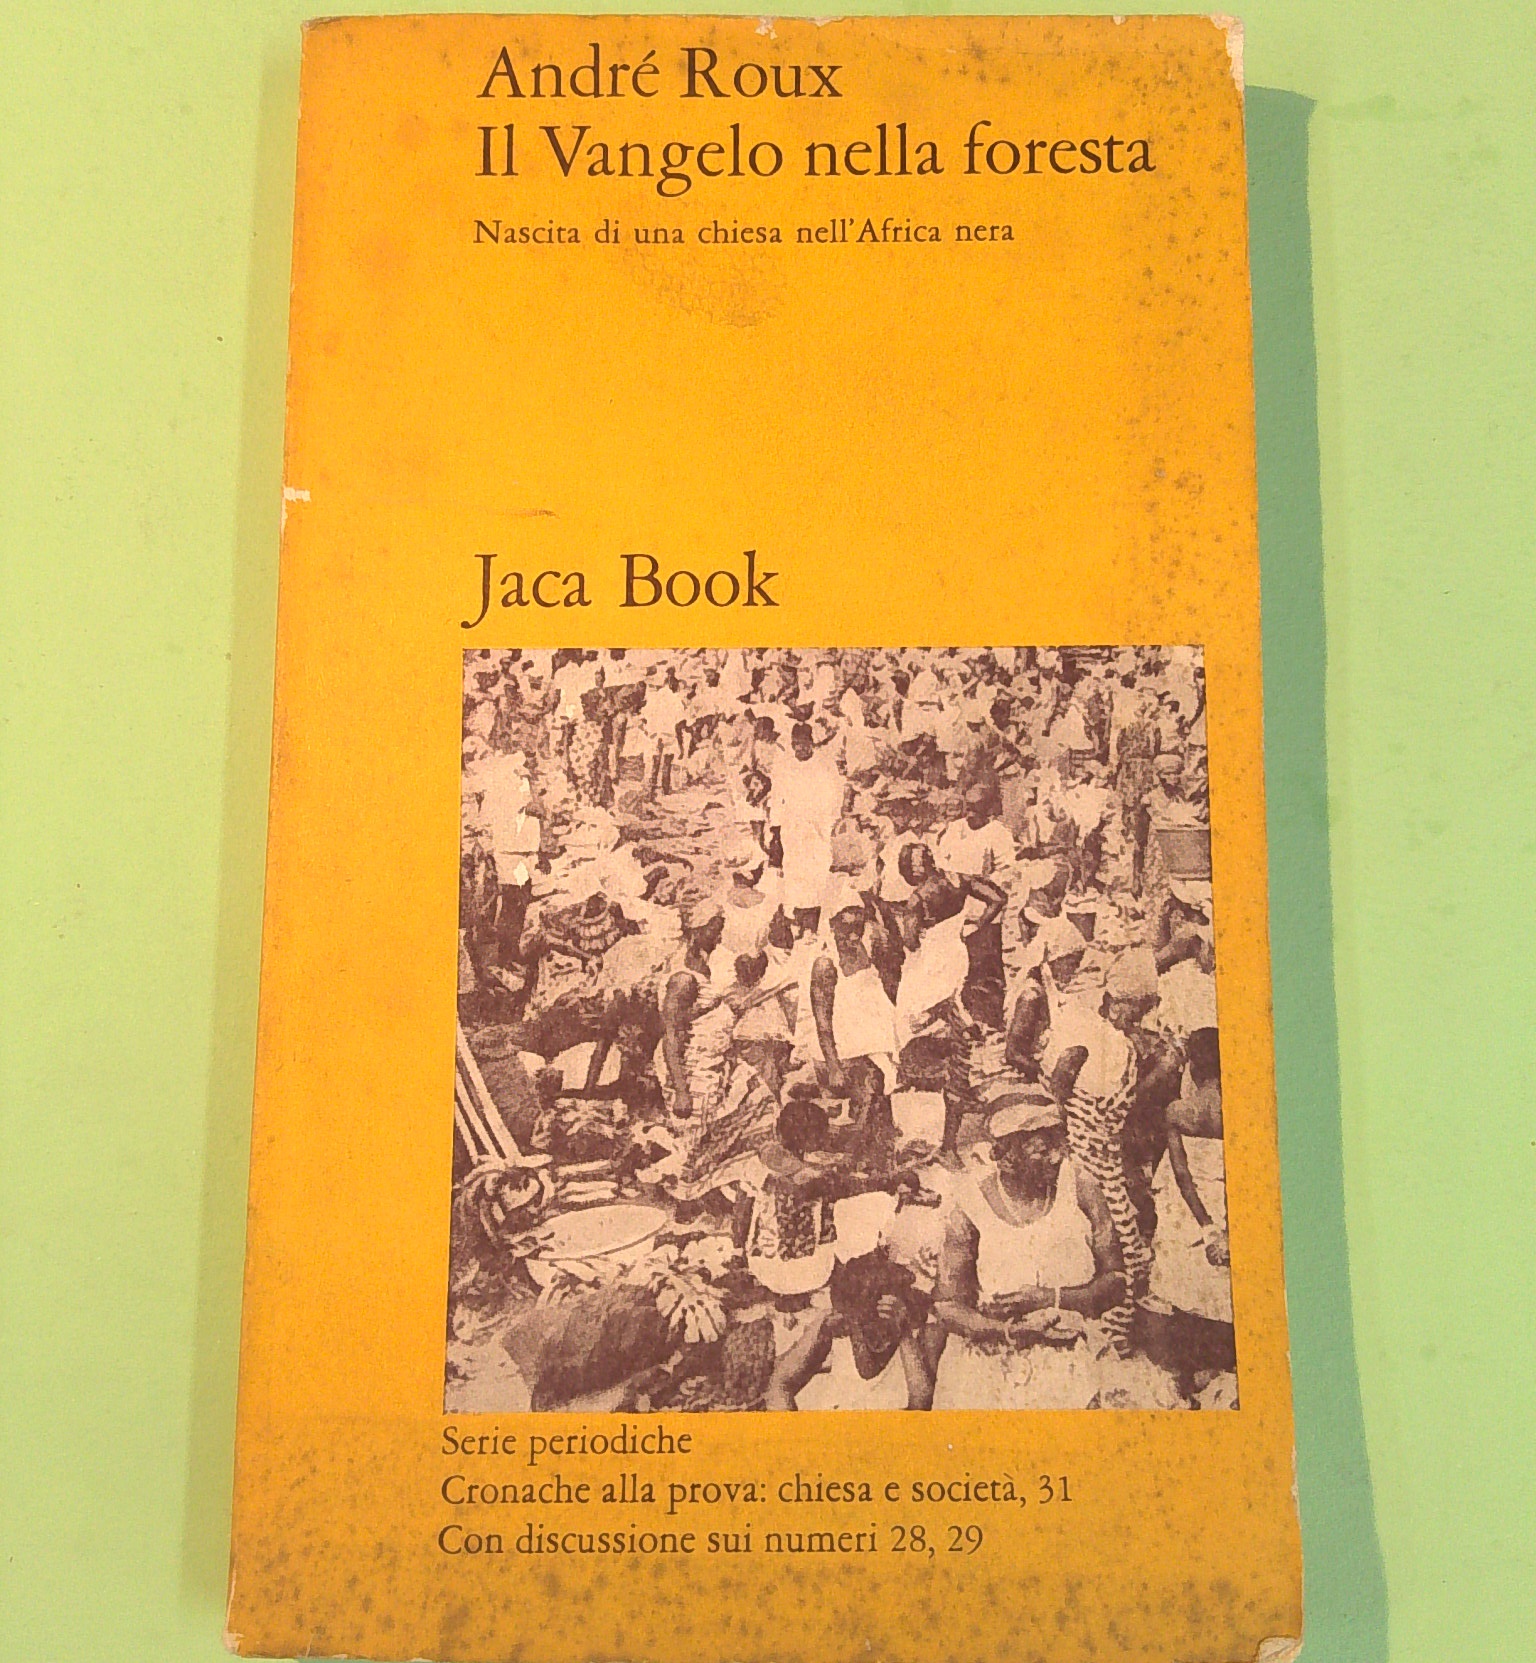 André Roux
Il Vangelo nella foresta
Nascita di una chiesa nell'Africa nera
Jaca Book
Serie periodiche
Cronache alla prova: chiesa e società, 31
Con discussione sui numeri 28, 29